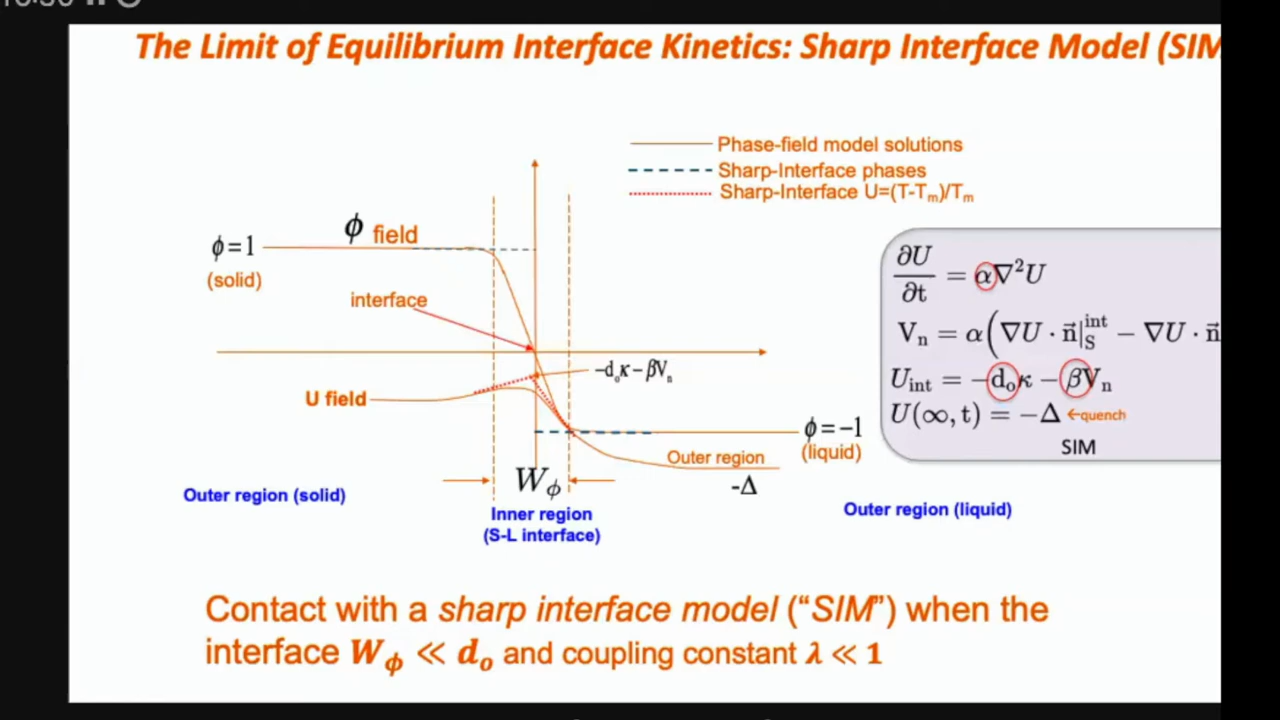 The Limit of Equilibrium Interface Kinetics: Sharp Interface Model (SIM
Phase-field model solutions
Sharp-Interface phases
Sharp-Interface U=(T-Tₘ)/Tₘ
ϕ field
ϕ=1
(solid)
interface
−d₀κ−βVₙ
U field
ϕ=−1
(liquid)
Outer region
-Δ
W_ϕ
Outer region (solid)
Inner region
(S-L interface)
Outer region (liquid)
∂U/∂t = α∇²U
Vₙ = α(∇U · n⃗|ₛⁱⁿᵗ − ∇U · n⃗
U_int = −d₀κ − βVₙ
U(∞, t) = −Δ ←quench
SIM
Contact with a sharp interface model (“SIM”) when the
interface W_ϕ ≪ d₀ and coupling constant λ ≪ 1